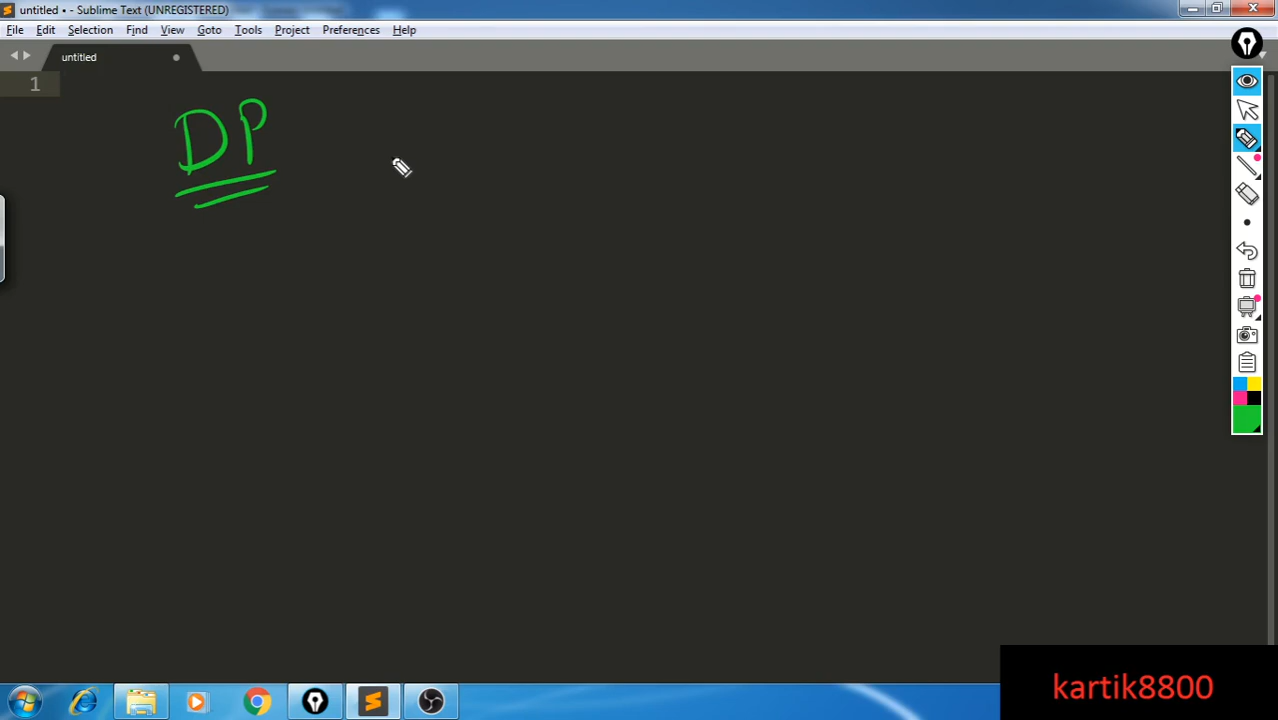 untitled • - Sublime Text (UNREGISTERED)
File Edit Selection Find View Goto Tools Project Preferences Help
untitled
1
DP
kartik8800